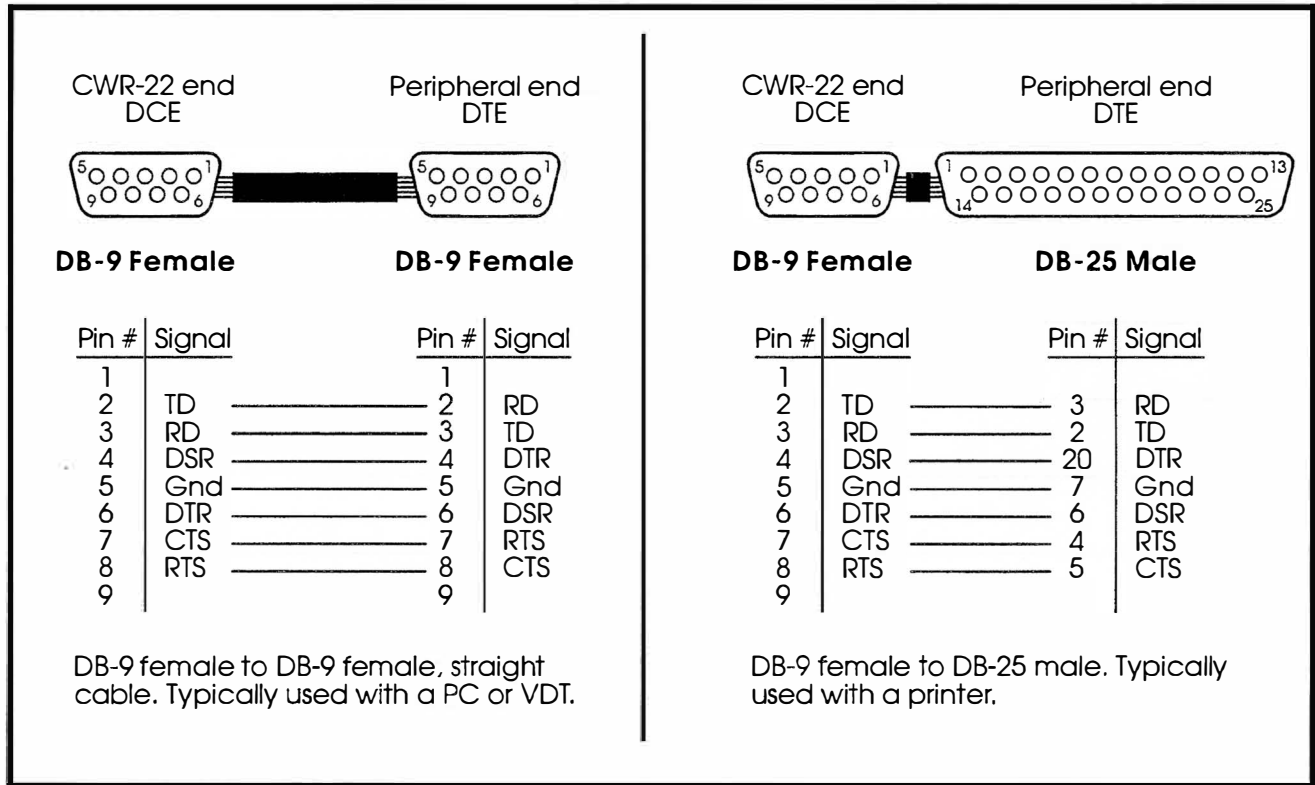 CWR-22 end
DCE
Peripheral end
DTE
5 1
9 6
5 1
9 6
DB-9 Female DB-9 Female
Pin # Signal Pin # Signal
1 1
2 TD 2 RD
3 RD 3 TD
4 DSR 4 DTR
5 Gnd 5 Gnd
6 DTR 6 DSR
7 CTS 7 RTS
8 RTS 8 CTS
9 9
DB-9 female to DB-9 female, straight
cable. Typically used with a PC or VDT.
CWR-22 end
DCE
Peripheral end
DTE
5 1
9 6
1 13
14 25
DB-9 Female DB-25 Male
Pin # Signal Pin # Signal
1
2 TD 3 RD
3 RD 2 TD
4 DSR 20 DTR
5 Gnd 7 Gnd
6 DTR 6 DSR
7 CTS 4 RTS
8 RTS 5 CTS
9
DB-9 female to DB-25 male. Typically
used with a printer.